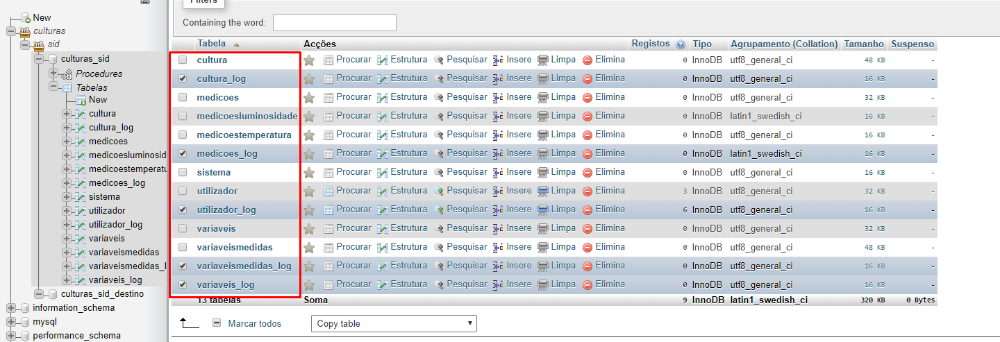 Filters
Containing the word:
New
culturas
sid
culturas_sid
Procedures
Tabelas
New
cultura
cultura_log
medicoes
medicoesluminosid
medicoestemperatu
medicoes_log
sistema
utilizador
utilizador_log
variaveis
variaveismedidas
variaveismedidas_l
variaveis_log
culturas_sid_destino
information_schema
mysql
performance_schema
Tabela Acções Registos Tipo Agrupamento (Collation) Tamanho Suspenso
cultura Procurar Estrutura Pesquisar Insere Limpa Elimina 0 InnoDB utf8_general_ci 48 KB -
cultura_log Procurar Estrutura Pesquisar Insere Limpa Elimina 0 InnoDB utf8_general_ci 16 KB -
medicoes Procurar Estrutura Pesquisar Insere Limpa Elimina 0 InnoDB utf8_general_ci 32 KB -
medicoesluminosidade Procurar Estrutura Pesquisar Insere Limpa Elimina 0 InnoDB latin1_swedish_ci 16 KB -
medicoestemperatura Procurar Estrutura Pesquisar Insere Limpa Elimina 0 InnoDB utf8_general_ci 16 KB -
medicoes_log Procurar Estrutura Pesquisar Insere Limpa Elimina 0 InnoDB latin1_swedish_ci 16 KB -
sistema Procurar Estrutura Pesquisar Insere Limpa Elimina 0 InnoDB utf8_general_ci 16 KB -
utilizador Procurar Estrutura Pesquisar Insere Limpa Elimina 3 InnoDB utf8_general_ci 32 KB -
utilizador_log Procurar Estrutura Pesquisar Insere Limpa Elimina 6 InnoDB utf8_general_ci 16 KB -
variaveis Procurar Estrutura Pesquisar Insere Limpa Elimina 0 InnoDB utf8_general_ci 32 KB -
variaveismedidas Procurar Estrutura Pesquisar Insere Limpa Elimina 0 InnoDB utf8_general_ci 48 KB -
variaveismedidas_log Procurar Estrutura Pesquisar Insere Limpa Elimina 0 InnoDB utf8_general_ci 16 KB -
variaveis_log Procurar Estrutura Pesquisar Insere Limpa Elimina 0 InnoDB utf8_general_ci 16 KB -
13 tabelas Soma 9 InnoDB latin1_swedish_ci 320 KB 0 Bytes
Marcar todos Copy table